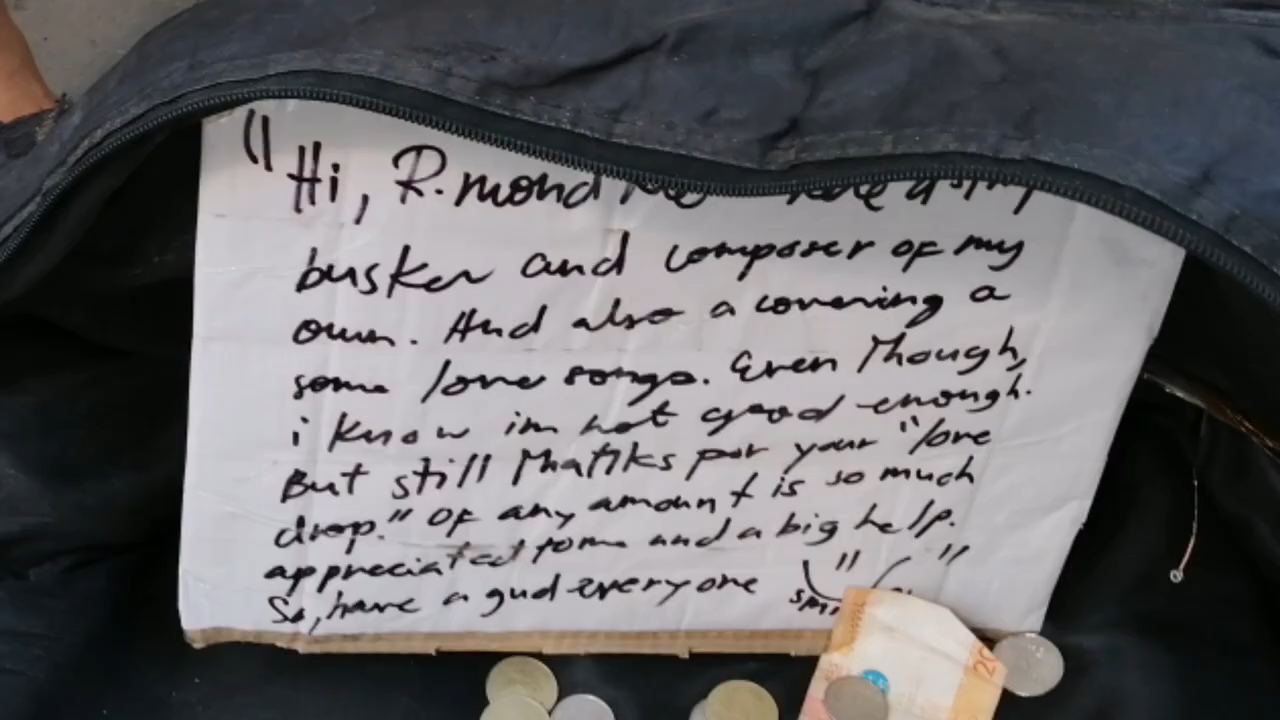 "Hi, R.mond
busker and composer of my
own. And also a covering a
some love songs. Even though,
i know im not good enough.
But still thanks por your "love
drop." Of any amount is so much
appreciated to me and a big help.
So, have a gud everyone "
20